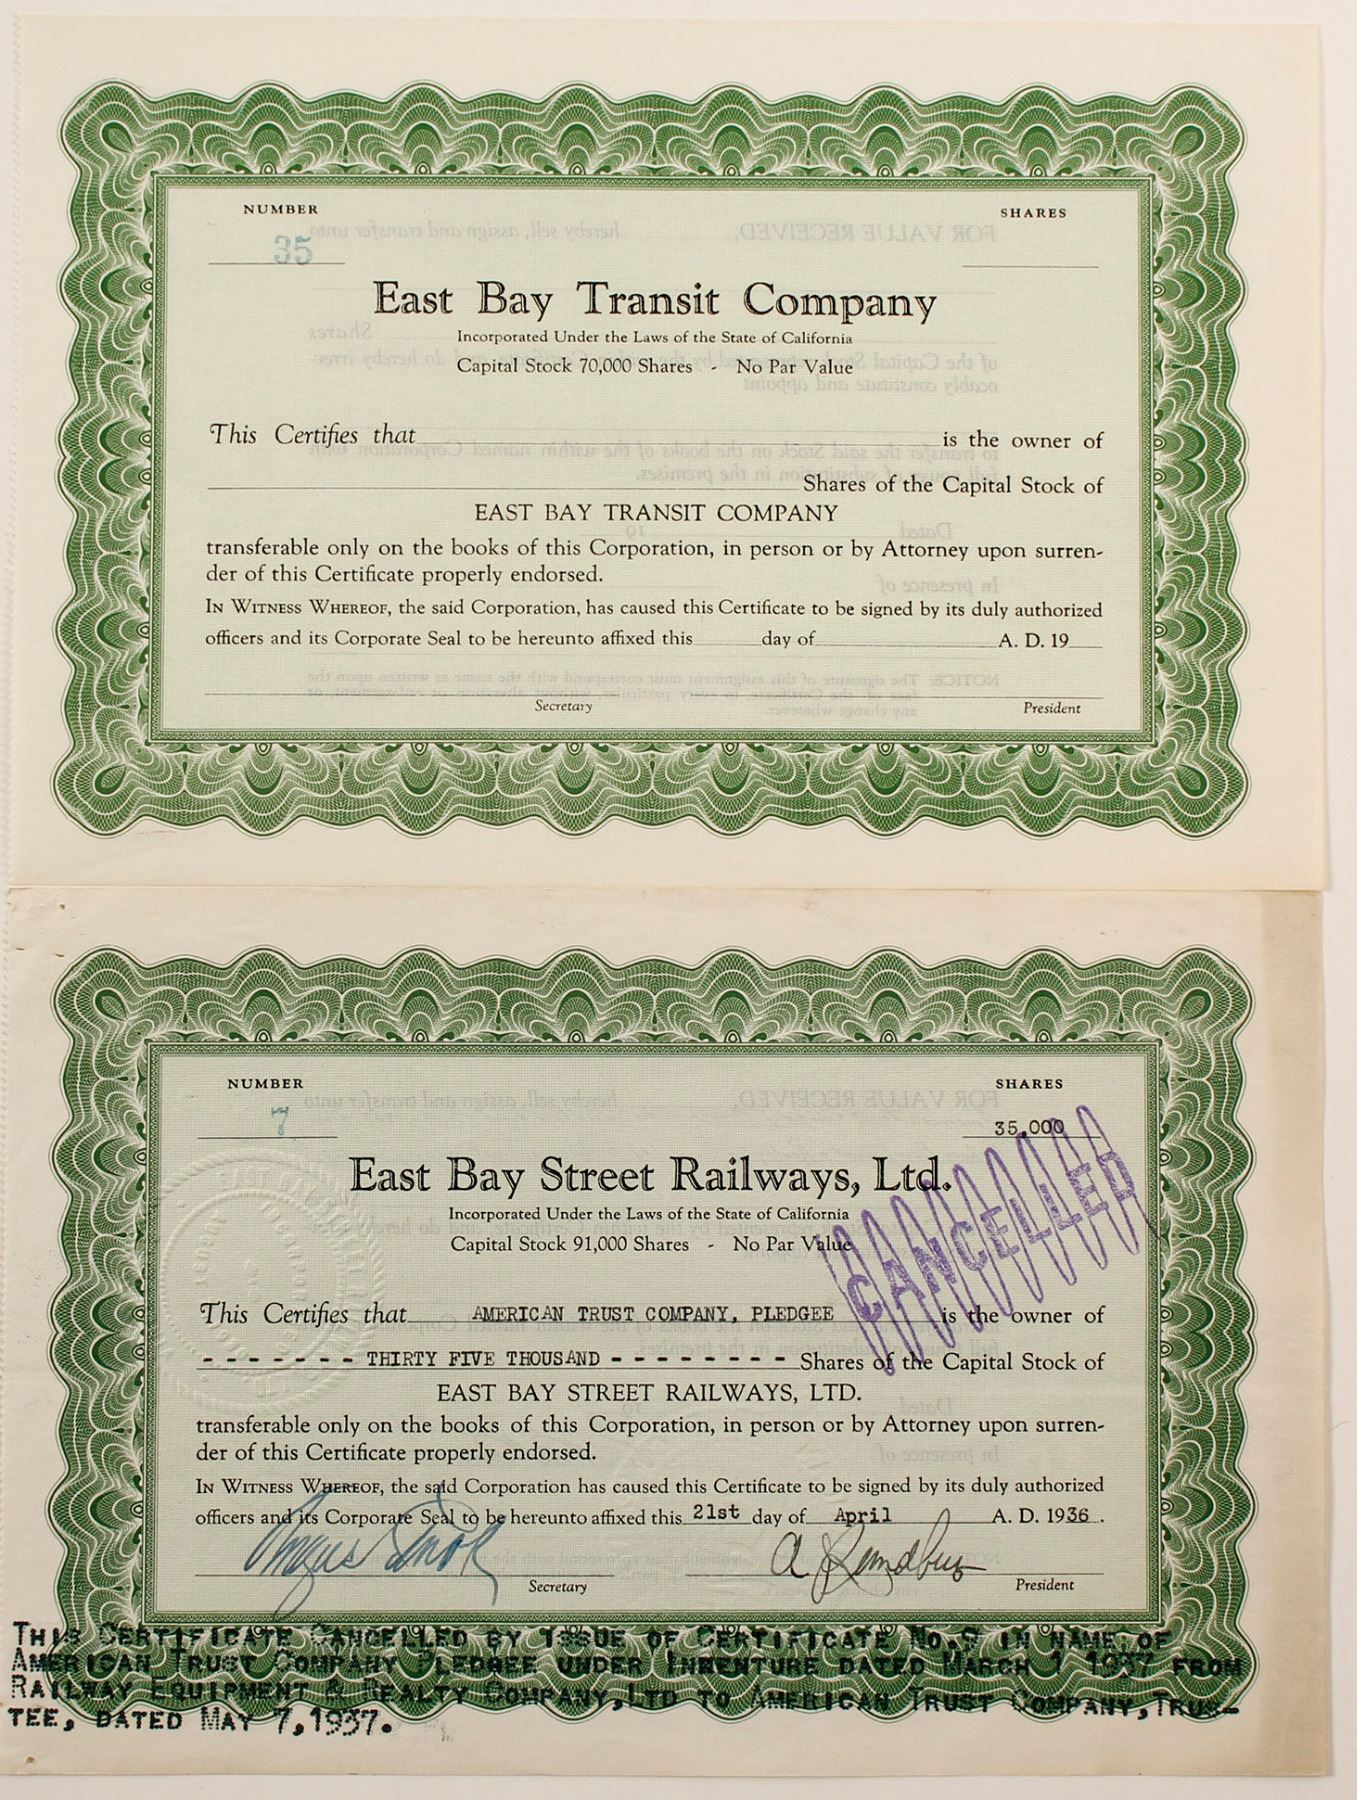 NUMBER
SHARES
35
East Bay Transit Company
Incorporated Under the Laws of the State of California
Capital Stock 70,000 Shares - No Par Value
This Certifies that is the owner of
Shares of the Capital Stock of
EAST BAY TRANSIT COMPANY
transferable only on the books of this Corporation, in person or by Attorney upon surren-
der of this Certificate properly endorsed.
IN WITNESS WHEREOF, the said Corporation, has caused this Certificate to be signed by its duly authorized
officers and its Corporate Seal to be hereunto affixed this day of A. D. 19
Secretary
President
NUMBER
SHARES
7
35,000
East Bay Street Railways, Ltd.
Incorporated Under the Laws of the State of California
Capital Stock 91,000 Shares - No Par Value
CANCELLED
This Certifies that AMERICAN TRUST COMPANY, PLEDGEE is the owner of
- - - - - - - THIRTY FIVE THOUSAND - - - - - - - - - Shares of the Capital Stock of
EAST BAY STREET RAILWAYS, LTD.
transferable only on the books of this Corporation, in person or by Attorney upon surren-
der of this Certificate properly endorsed.
IN WITNESS WHEREOF, the said Corporation has caused this Certificate to be signed by its duly authorized
officers and its Corporate Seal to be hereunto affixed this 21st day of April A. D. 1936.
Secretary
President
THIS CERTIFICATE CANCELLED BY ISSUE OF CERTIFICATE NO.9 IN NAME OF
AMERICAN TRUST COMPANY PLEDGEE UNDER INDENTURE DATED MARCH 1 1937 FROM
RAILWAY EQUIPMENT & REALTY COMPANY, LTD TO AMERICAN TRUST COMPANY, TRUS-
TEE, DATED MAY 7, 1937.